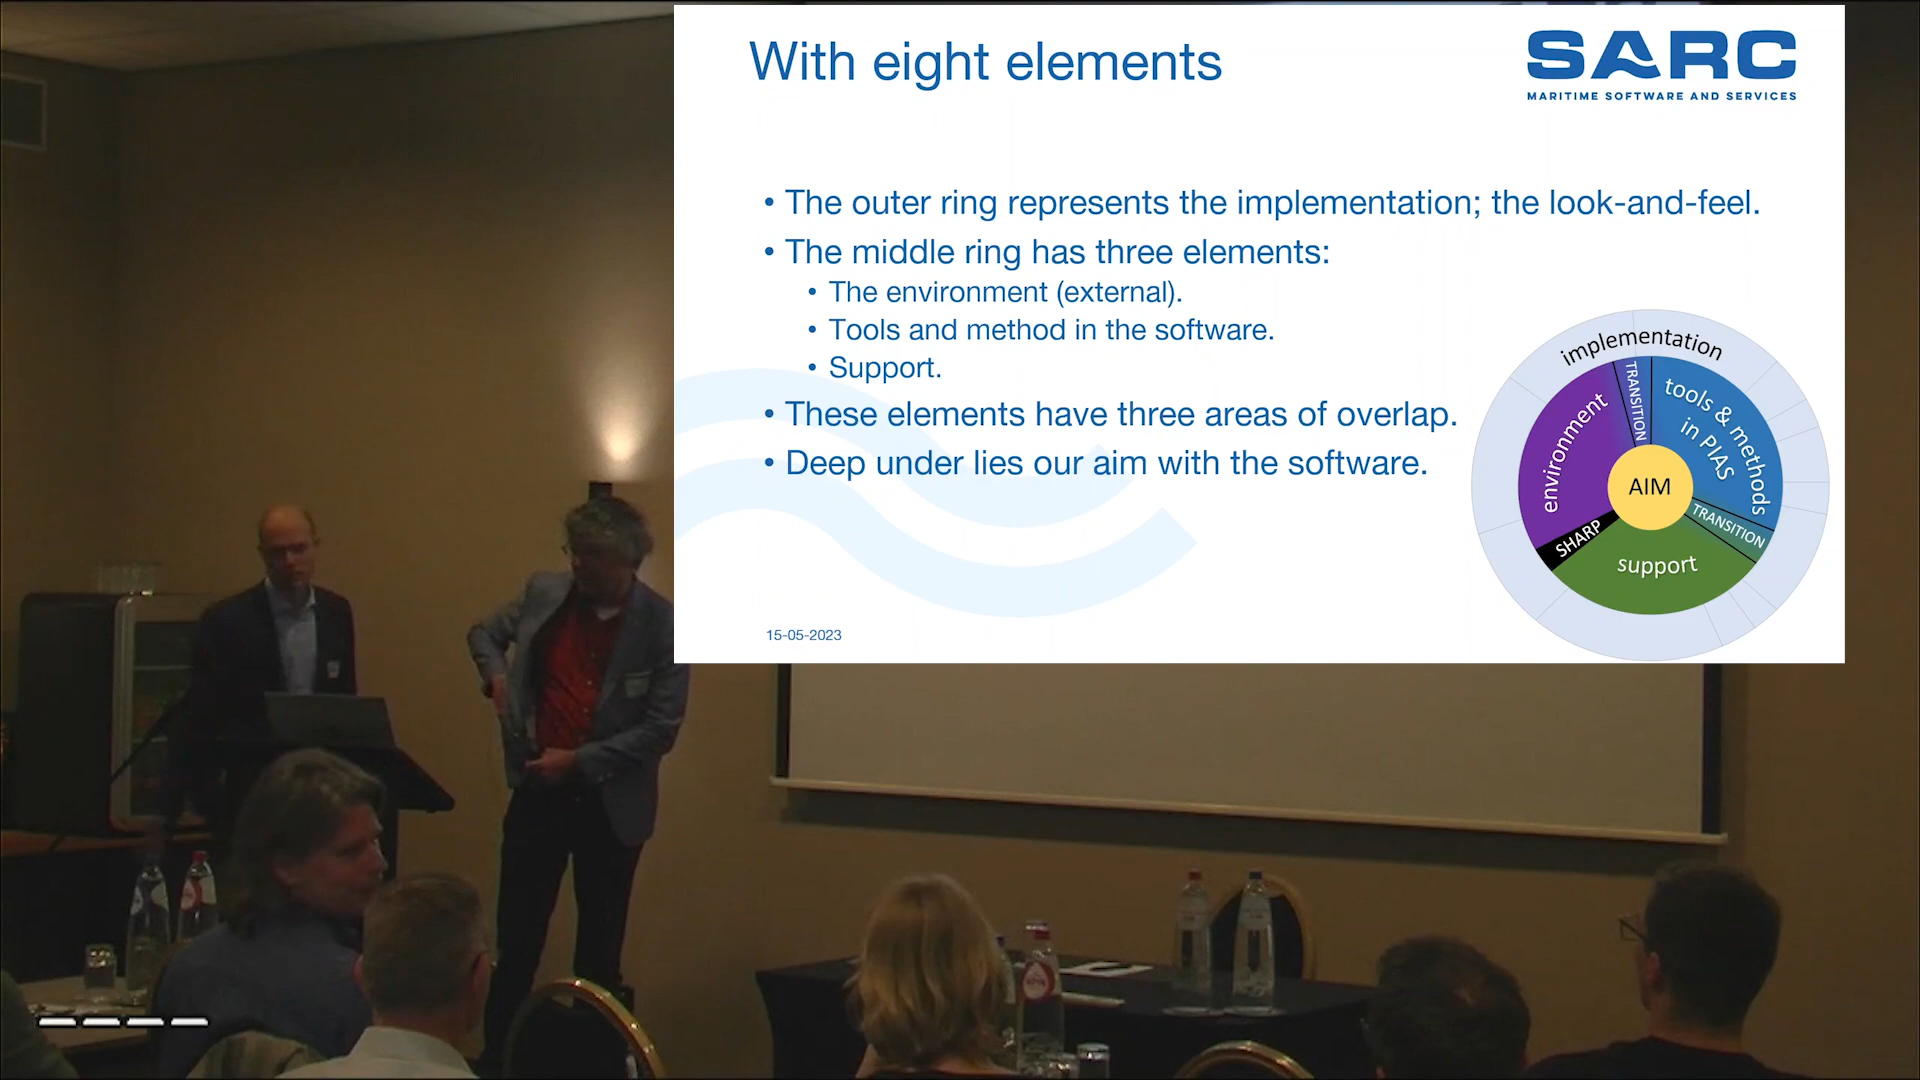 With eight elements
SARC
MARITIME SOFTWARE AND SERVICES
• The outer ring represents the implementation; the look-and-feel.
• The middle ring has three elements:
• The environment (external).
• Tools and method in the software.
• Support.
• These elements have three areas of overlap.
• Deep under lies our aim with the software.
implementation
TRANSITION
tools & methods
in PIAS
environment
AIM
TRANSITION
SHARP
support
15-05-2023